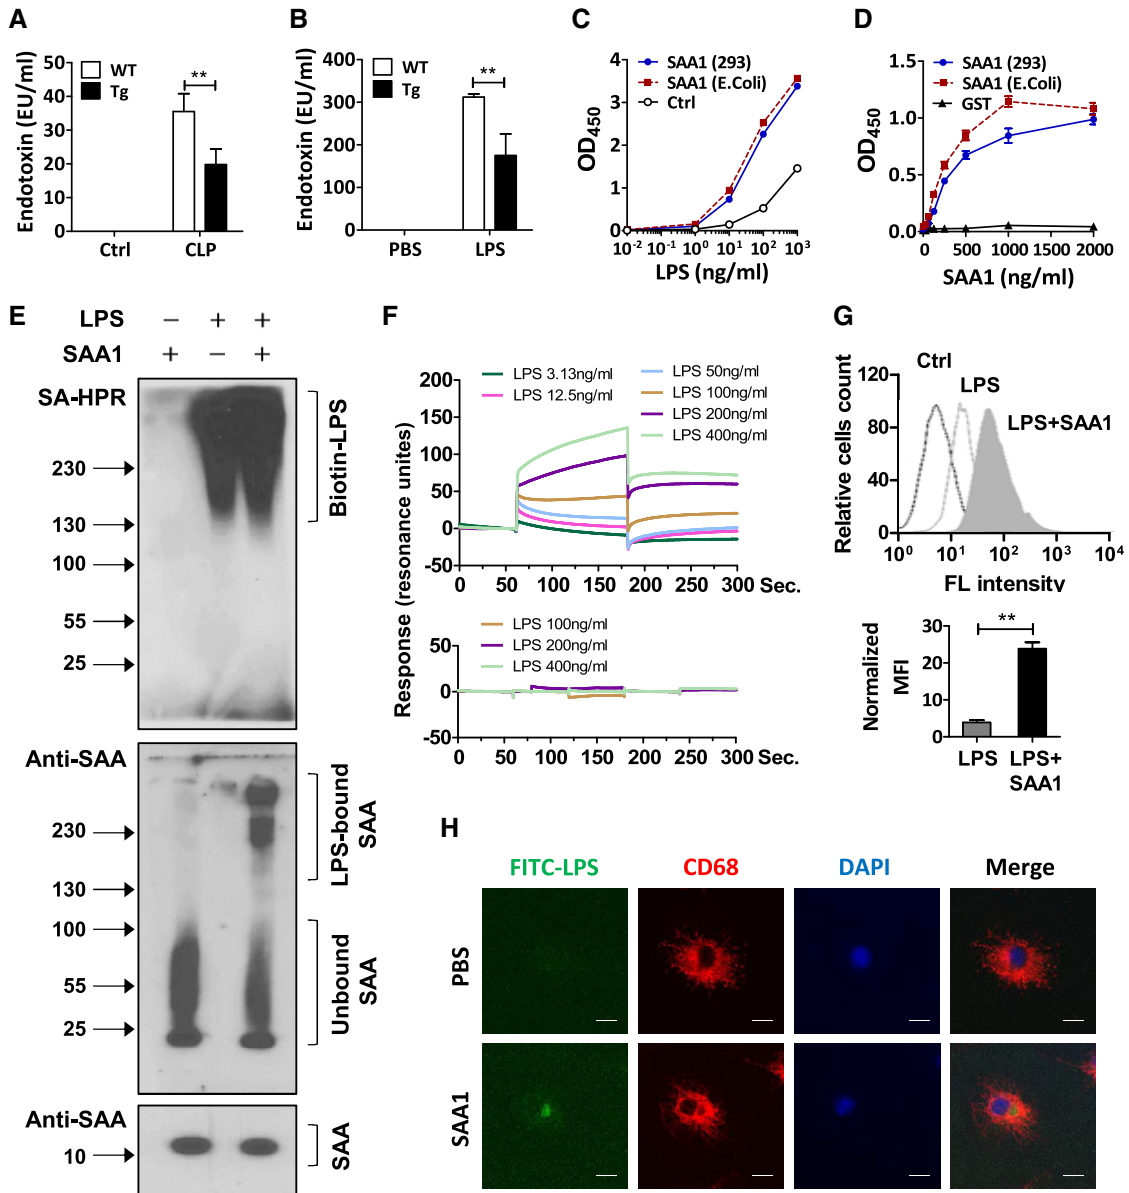 A
Endotoxin (EU/ml)
50
40
30
20
10
0
WT
Tg
**
Ctrl
CLP
B
Endotoxin (EU/ml)
400
300
200
100
0
WT
Tg
**
PBS
LPS
C
OD450
4
3
2
1
0
SAA1 (293)
SAA1 (E.Coli)
Ctrl
10-2
10-1
100
101
102
103
LPS (ng/ml)
D
OD450
1.5
1.0
0.5
0.0
SAA1 (293)
SAA1 (E.Coli)
GST
0
500
1000
1500
2000
SAA1 (ng/ml)
E
LPS – + +
SAA1 + – +
SA-HPR
230
130
100
55
25
Biotin-LPS
Anti-SAA
230
130
100
55
25
LPS-bound
SAA
Unbound
SAA
Anti-SAA
10
SAA
F
Response (resonance unites)
200
150
100
50
0
-50
LPS 3.13ng/ml
LPS 12.5ng/ml
LPS 50ng/ml
LPS 100ng/ml
LPS 200ng/ml
LPS 400ng/ml
0 50 100 150 200 250 300 Sec.
50
0
-50
LPS 100ng/ml
LPS 200ng/ml
LPS 400ng/ml
0 50 100 150 200 250 300 Sec.
G
Relative cells count
120
80
40
0
Ctrl
LPS
LPS+SAA1
100 101 102 103 104
FL intensity
Normalized
MFI
30
20
10
0
**
LPS
LPS+
SAA1
H
FITC-LPS CD68 DAPI Merge
PBS
SAA1